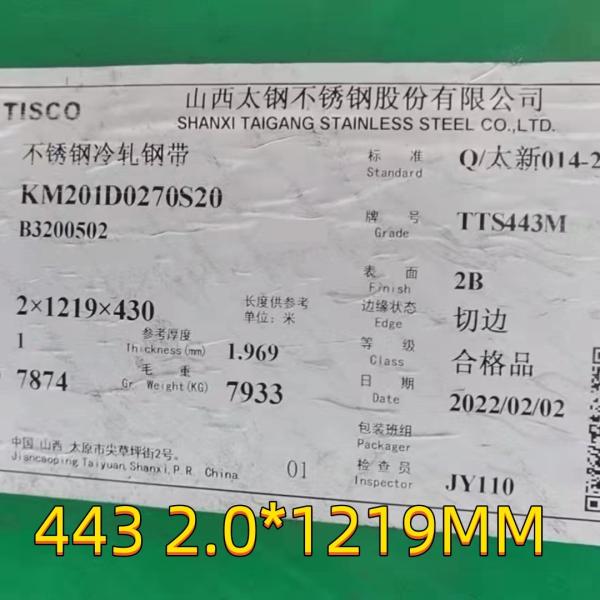 TISCO
山西太钢不锈钢股份有限公司
SHANXI TAIGANG STAINLESS STEEL CO.,LTD.
不锈钢冷轧钢带
标 准 Q/太新014-2
Standard
KM201D0270S20
牌 号 TTS443M
Grade
B3200502
表 面 2B
Finish
2×1219×430
长度供参考
单位：米
边缘状态 切边
Edge
1
参考厚度
Thickness(mm) 1.969
等 级 合格品
Class
7874
毛 重
Gr. Weight(KG) 7933
日 期 2022/02/02
Date
包装班组
Packager
中国 山西 太原市尖草坪街2号。
Jiancaoping Taiyuan, Shanxi, P.R. China
01
检 查 员 JY110
Inspector
443 2.0*1219MM